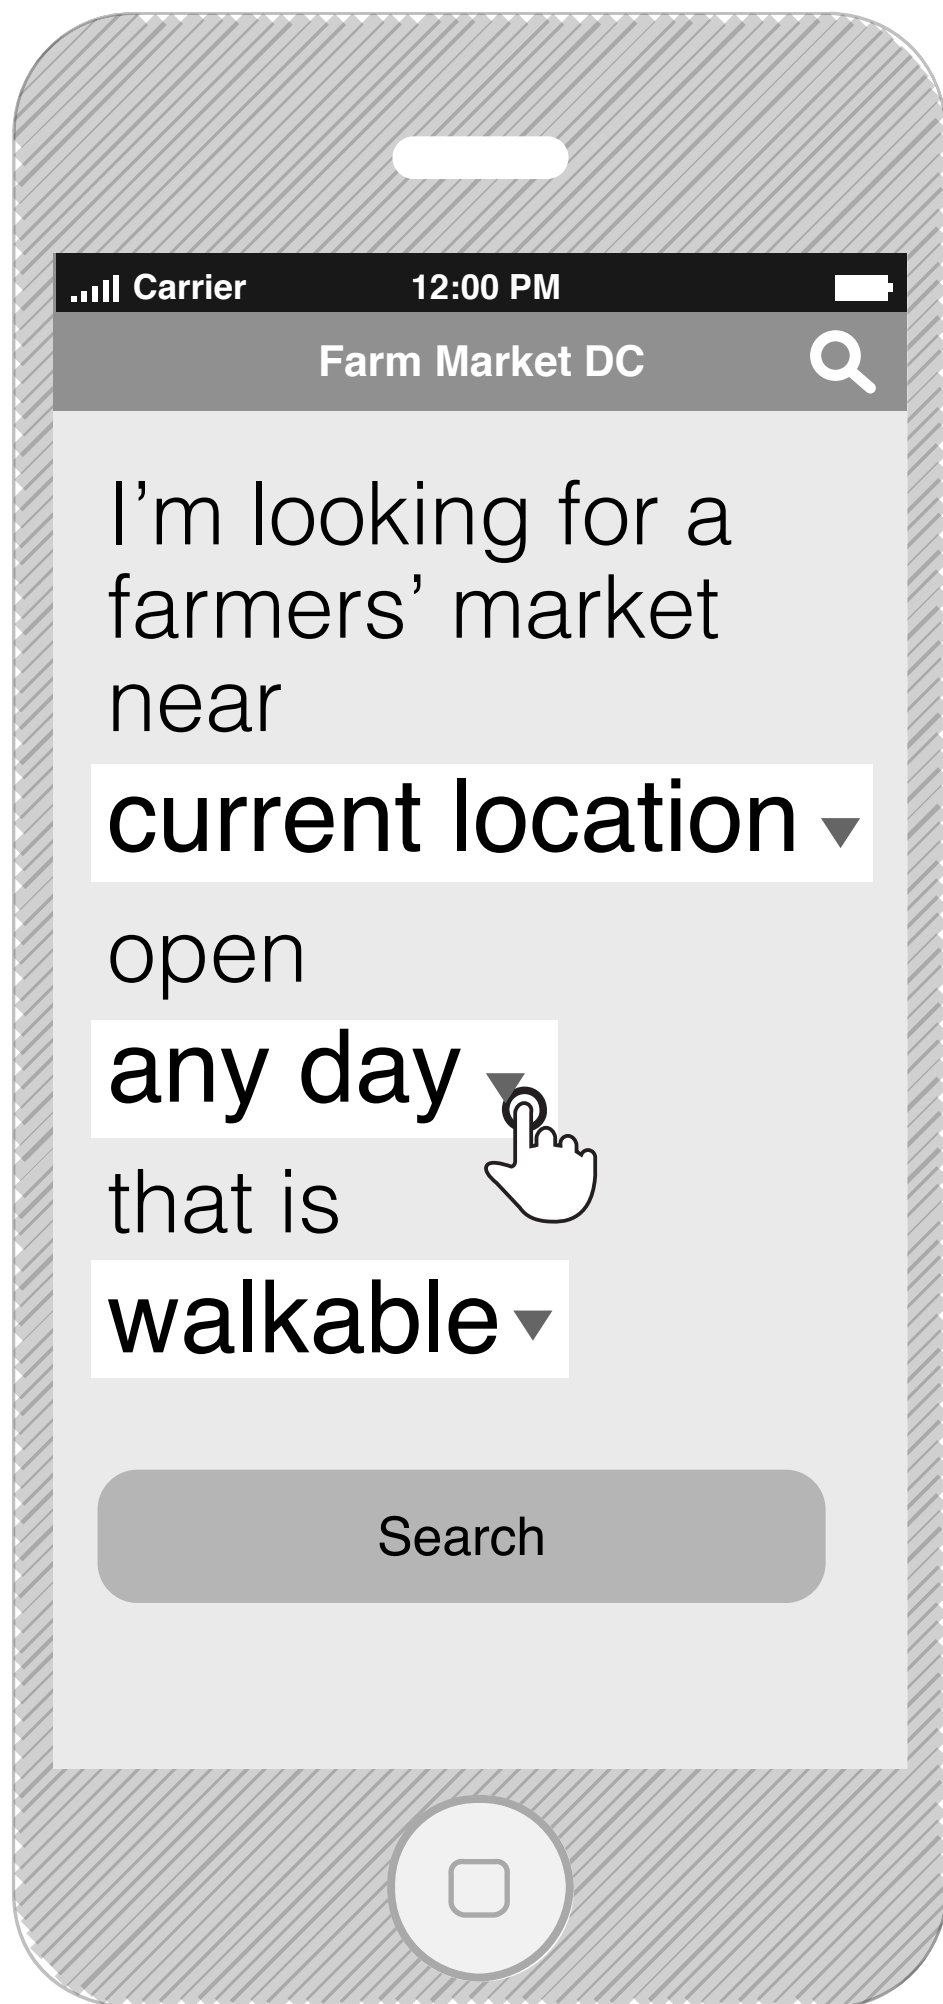 Carrier 12:00 PM
Farm Market DC
I’m looking for a
farmers’ market
near
current location
open
any day
that is
walkable
Search